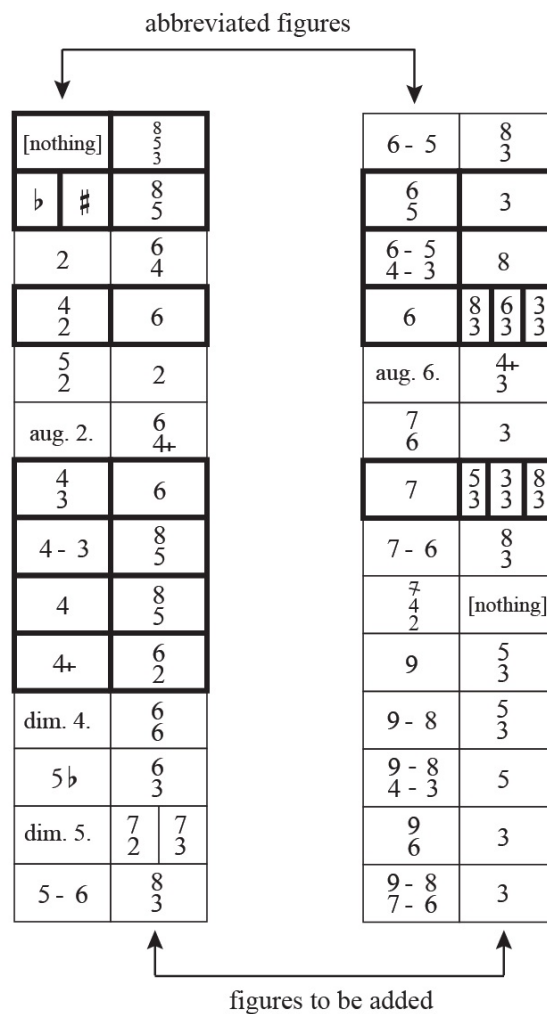 abbreviated figures
[nothing] 8
5
3
♭ ♯ 8
5
2 6
4
4
2 6
5
2 2
aug. 2. 6
4+
4
3 6
4 - 3 8
5
4 8
5
4+ 6
2
dim. 4. 6
6
5♭ 6
3
dim. 5. 7 7
2 3
5 - 6 8
3
6 - 5 8
3
6
5 3
6 - 5
4 - 3 8
6 8 6 3
3 3 3
aug. 6. 4+
3
7
6 3
7 5 3 8
3 3 3
7 - 6 8
3
7
4
2 [nothing]
9 5
3
9 - 8 5
3
9 - 8
4 - 3 5
9
6 3
9 - 8
7 - 6 3
figures to be added